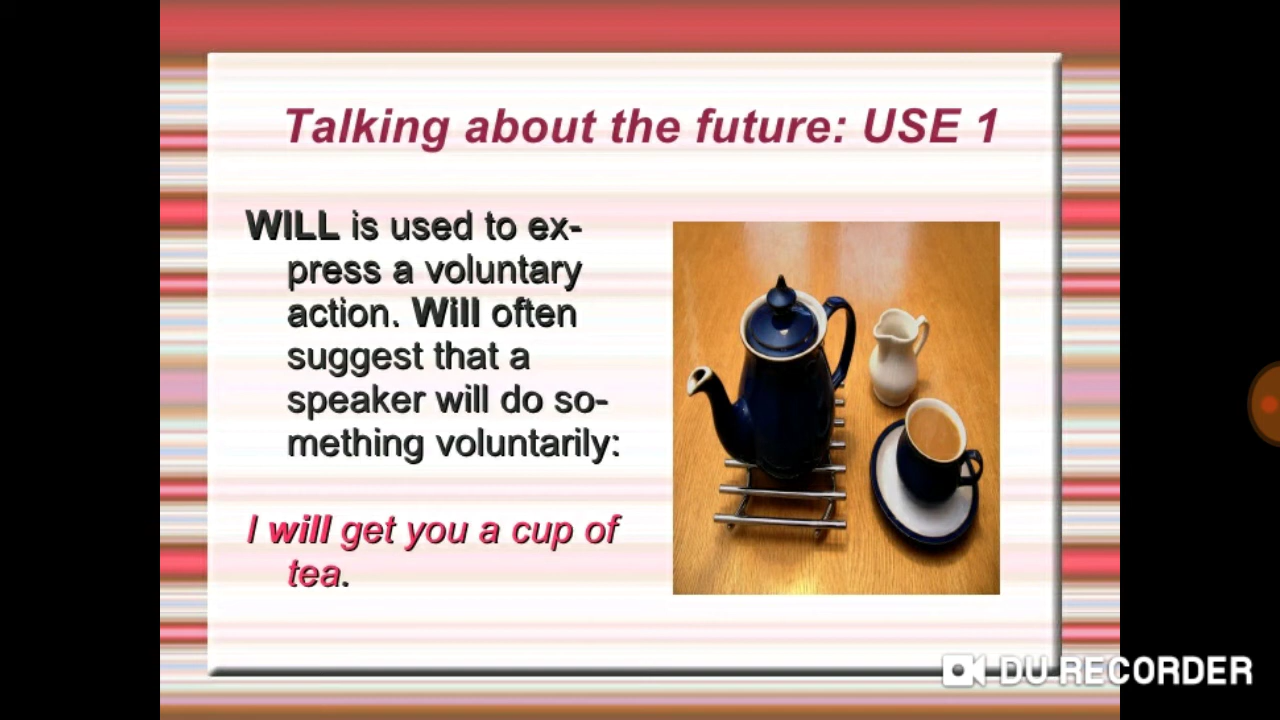 Talking about the future: USE 1
WILL is used to ex-
press a voluntary
action. Will often
suggest that a
speaker will do so-
mething voluntarily:
I will get you a cup of
tea.
DU RECORDER